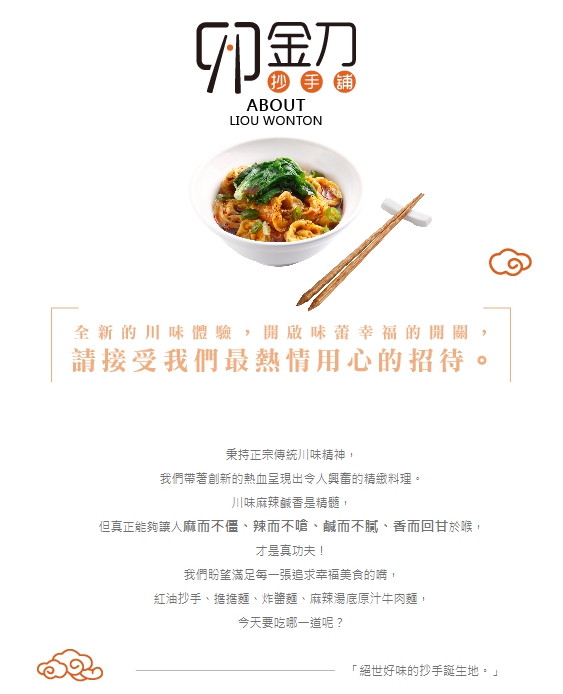 卯金刀
抄手舖
ABOUT
LIOU WONTON
全新的川味體驗，開啟味蕾幸福的開關，
請接受我們最熱情用心的招待。
秉持正宗傳統川味精神，
我們帶著創新的熱血呈現出令人興奮的精緻料理。
川味麻辣鹹香是精髓，
但真正能夠讓人麻而不僵、辣而不嗆、鹹而不膩、香而回甘於喉，
才是真功夫！
我們盼望滿足每一張追求幸福美食的嘴，
紅油抄手、擔擔麵、炸醬麵、麻辣湯底原汁牛肉麵，
今天要吃哪一道呢？
「絕世好味的抄手誕生地。」